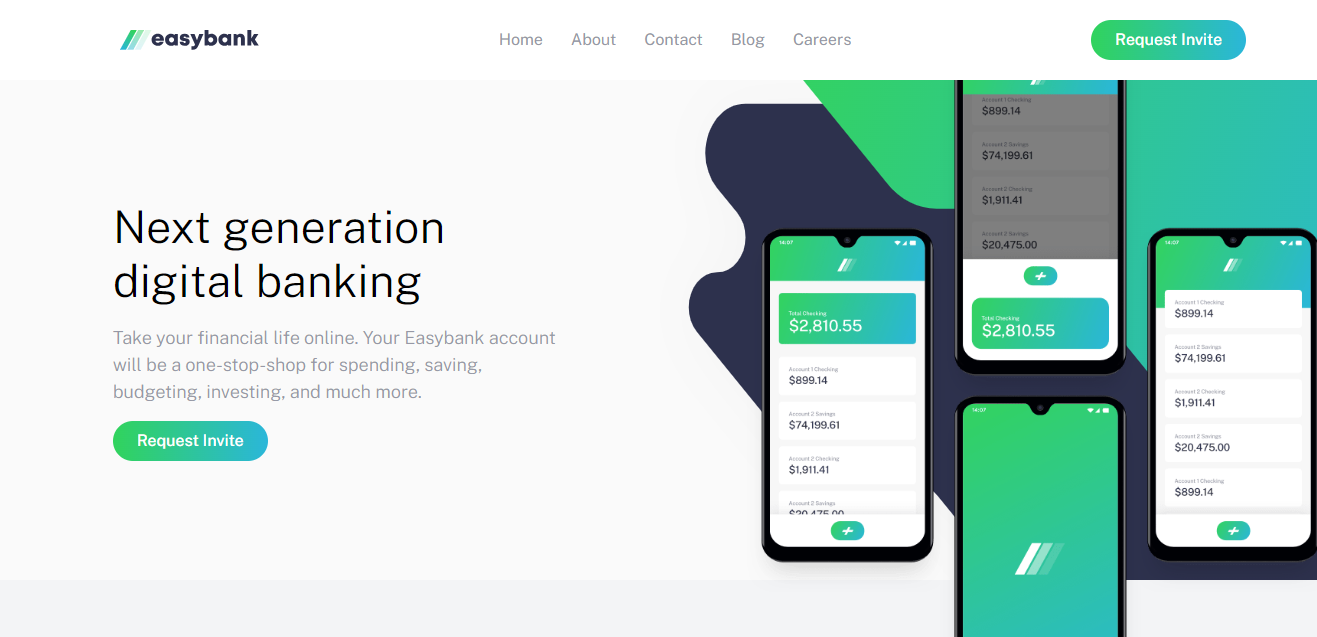 easybank
Home
About
Contact
Blog
Careers
Request Invite
Next generation
digital banking
Take your financial life online. Your Easybank account
will be a one-stop-shop for spending, saving,
budgeting, investing, and much more.
Request Invite
14:07
Total Checking
$2,810.55
Account 1 Checking
$899.14
Account 2 Savings
$74,199.61
Account 2 Checking
$1,911.41
Account 2 Savings
$20,475.00
Account 1 Checking
$899.14
Account 2 Savings
$74,199.61
Account 2 Checking
$1,911.41
Account 2 Savings
$20,475.00
Total Checking
$2,810.55
14:07
14:07
Account 1 Checking
$899.14
Account 2 Savings
$74,199.61
Account 2 Checking
$1,911.41
Account 2 Savings
$20,475.00
Account 1 Checking
$899.14